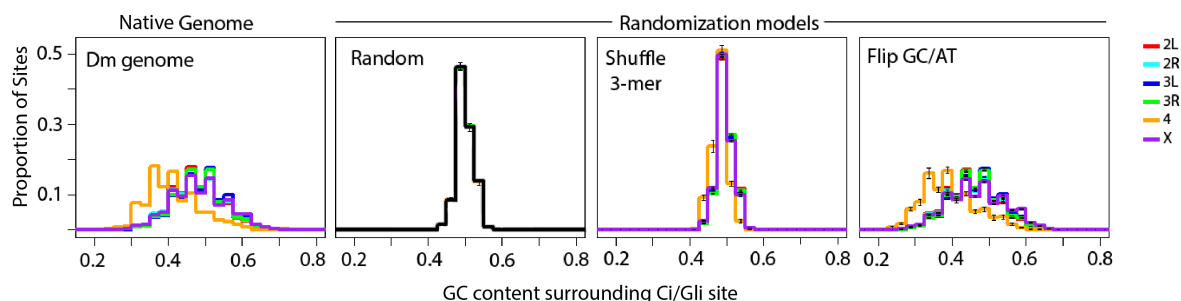 Native Genome
Randomization models
Proportion of Sites
0.5
0.3
0.1
Dm genome
Random
Shuffle
3-mer
Flip GC/AT
2L
2R
3L
3R
4
X
0.2 0.4 0.6 0.8
0.2 0.4 0.6 0.8
0.2 0.4 0.6 0.8
0.2 0.4 0.6 0.8
GC content surrounding Ci/Gli site